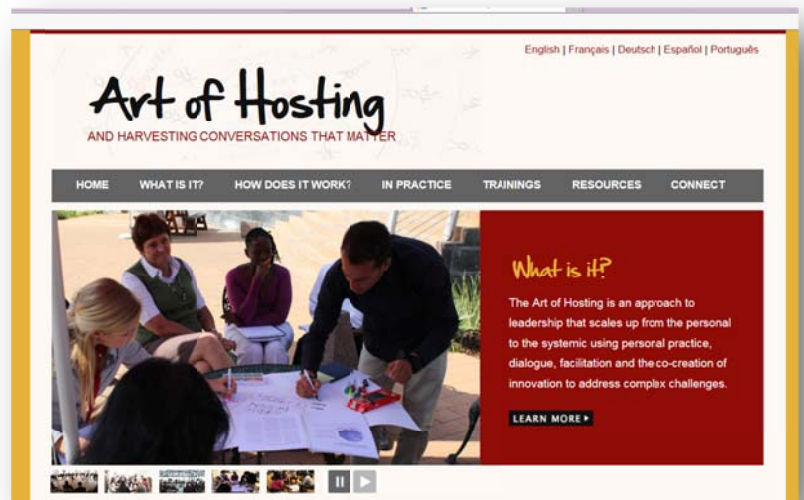 English | Français | Deutsch | Español | Português
Art of Hosting
AND HARVESTING CONVERSATIONS THAT MATTER
HOME WHAT IS IT? HOW DOES IT WORK? IN PRACTICE TRAININGS RESOURCES CONNECT
What is it?
The Art of Hosting is an approach to
leadership that scales up from the personal
to the systemic using personal practice,
dialogue, facilitation and the co-creation of
innovation to address complex challenges.
LEARN MORE